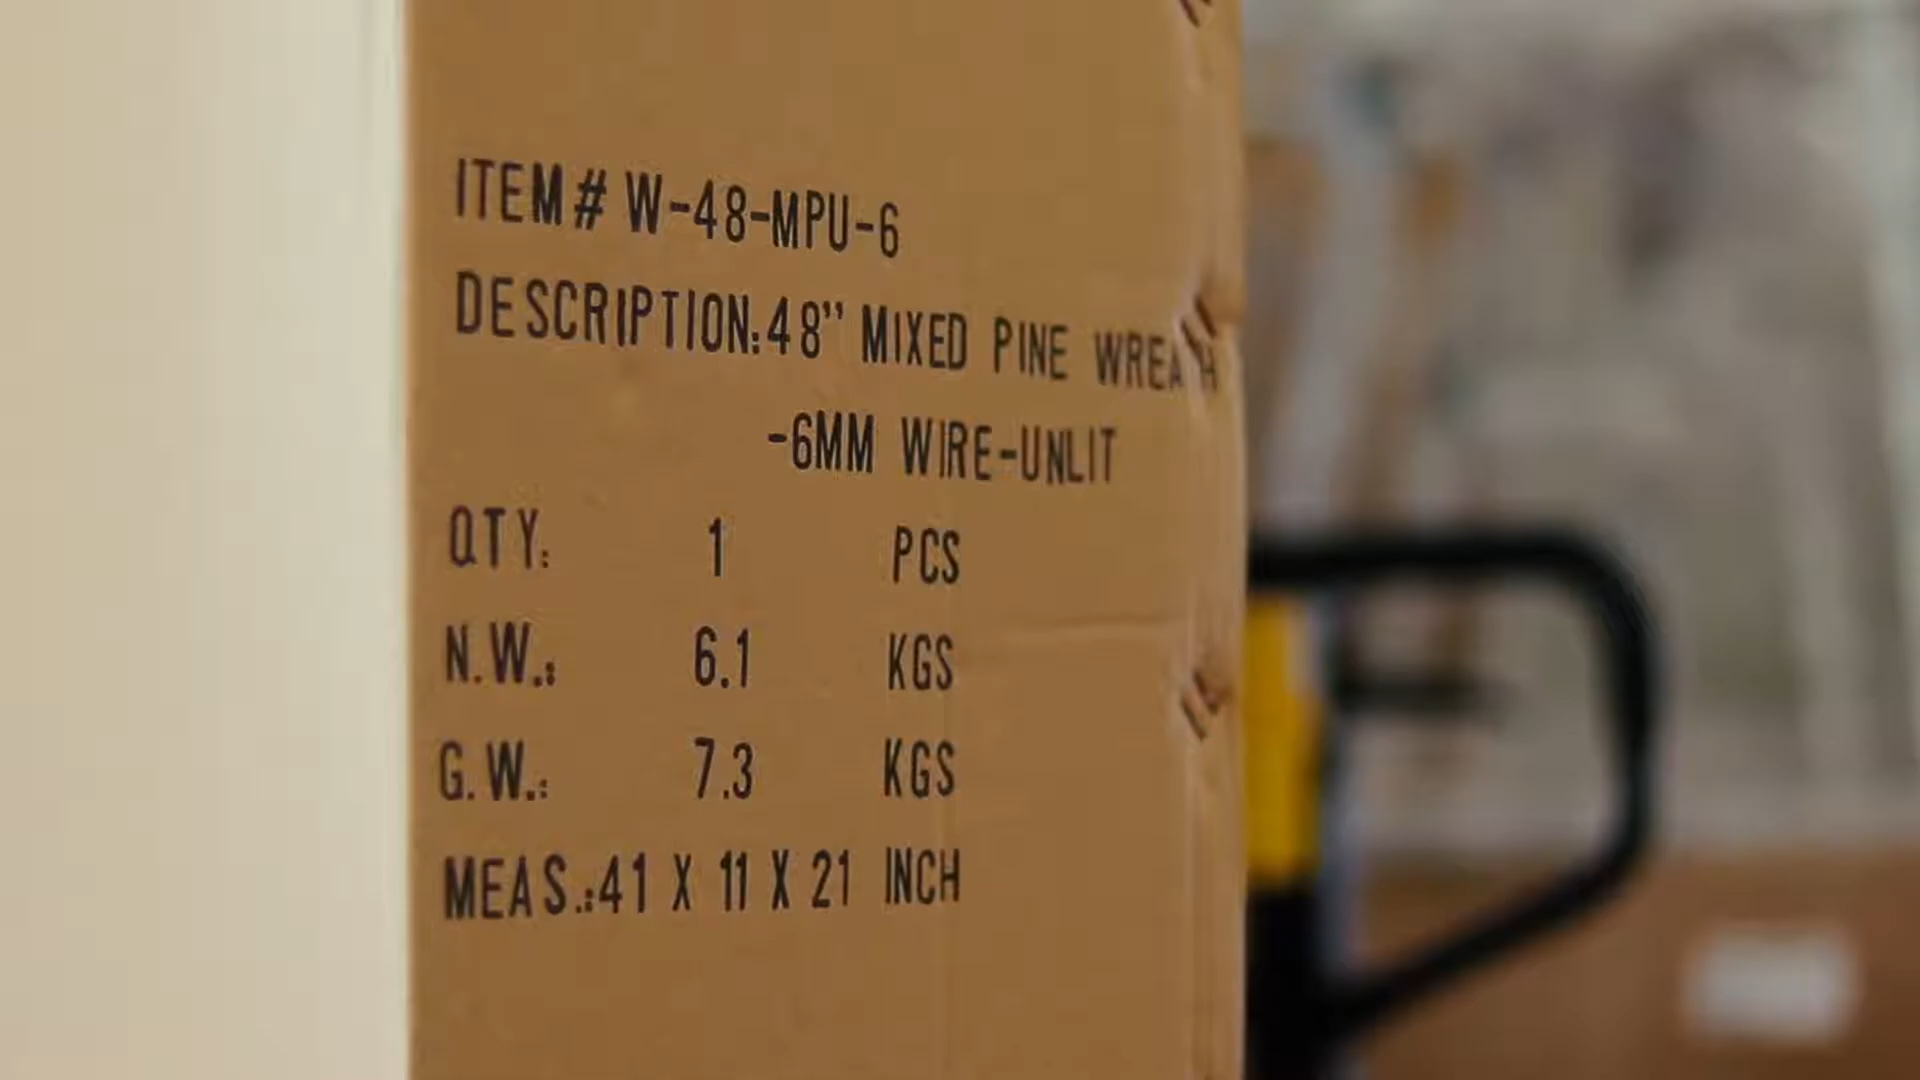 ITEM# W-48-MPU-6
DESCRIPTION:48" MIXED PINE WREATH
-6MM WIRE-UNLIT
QTY: 1 PCS
N.W.: 6.1 KGS
G.W.: 7.3 KGS
MEAS.:41 X 11 X 21 INCH